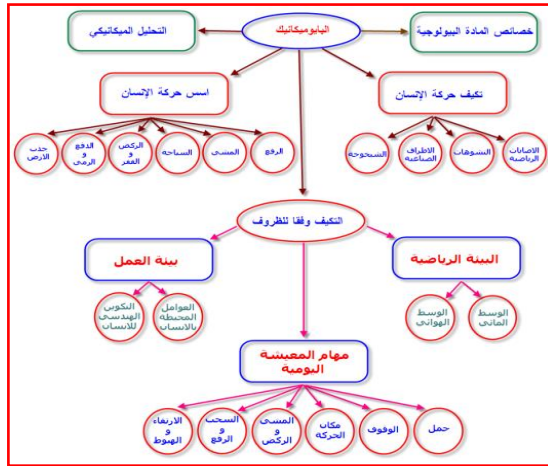 خصائص المادة البيولوجية
البايوميكانيك
التحليل الميكانيكي
تكيف حركة الإنسان
اسس حركة الإنسان
الاصابات
الرياضية
التشوهات
الاطراف
الصناعية
الشيخوخة
الرفع
المشي
السباحة
الركض
و
القفز
الدفع
و
الرمي
جذب
الارض
التكيف وفقا للظروف
البيئة الرياضية
بيئة العمل
الوسط
المائي
الوسط
الهوائي
العوامل
المحيطة
بالانسان
التكوين
الهندسي
للانسان
مهام المعيشة
اليومية
حمل
الوقوف
مكان
الحركة
المشي
و
الركض
السحب
و
الرفع
الارتفاع
و
الهبوط